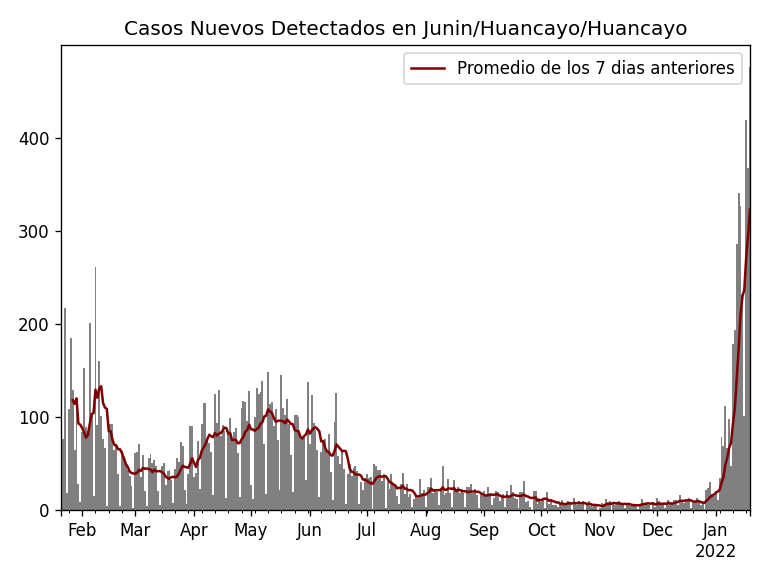 Casos Nuevos Detectados en Junin/Huancayo/Huancayo
Promedio de los 7 dias anteriores
400
300
200
100
0
Feb Mar Apr May Jun Jul Aug Sep Oct Nov Dec Jan
2022